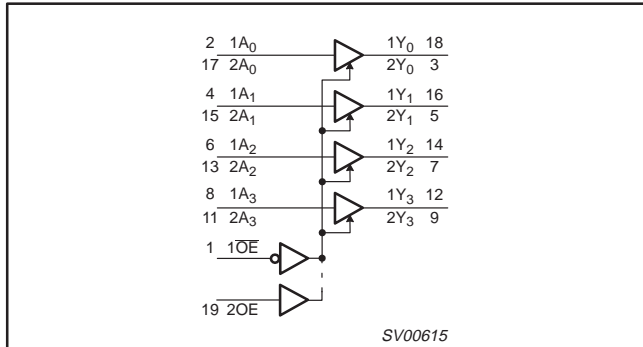 2 1A0 1Y0 18
17 2A0 2Y0 3
4 1A1 1Y1 16
15 2A1 2Y1 5
6 1A2 1Y2 14
13 2A2 2Y2 7
8 1A3 1Y3 12
11 2A3 2Y3 9
1 1O̅E̅
19 2OE
SV00615